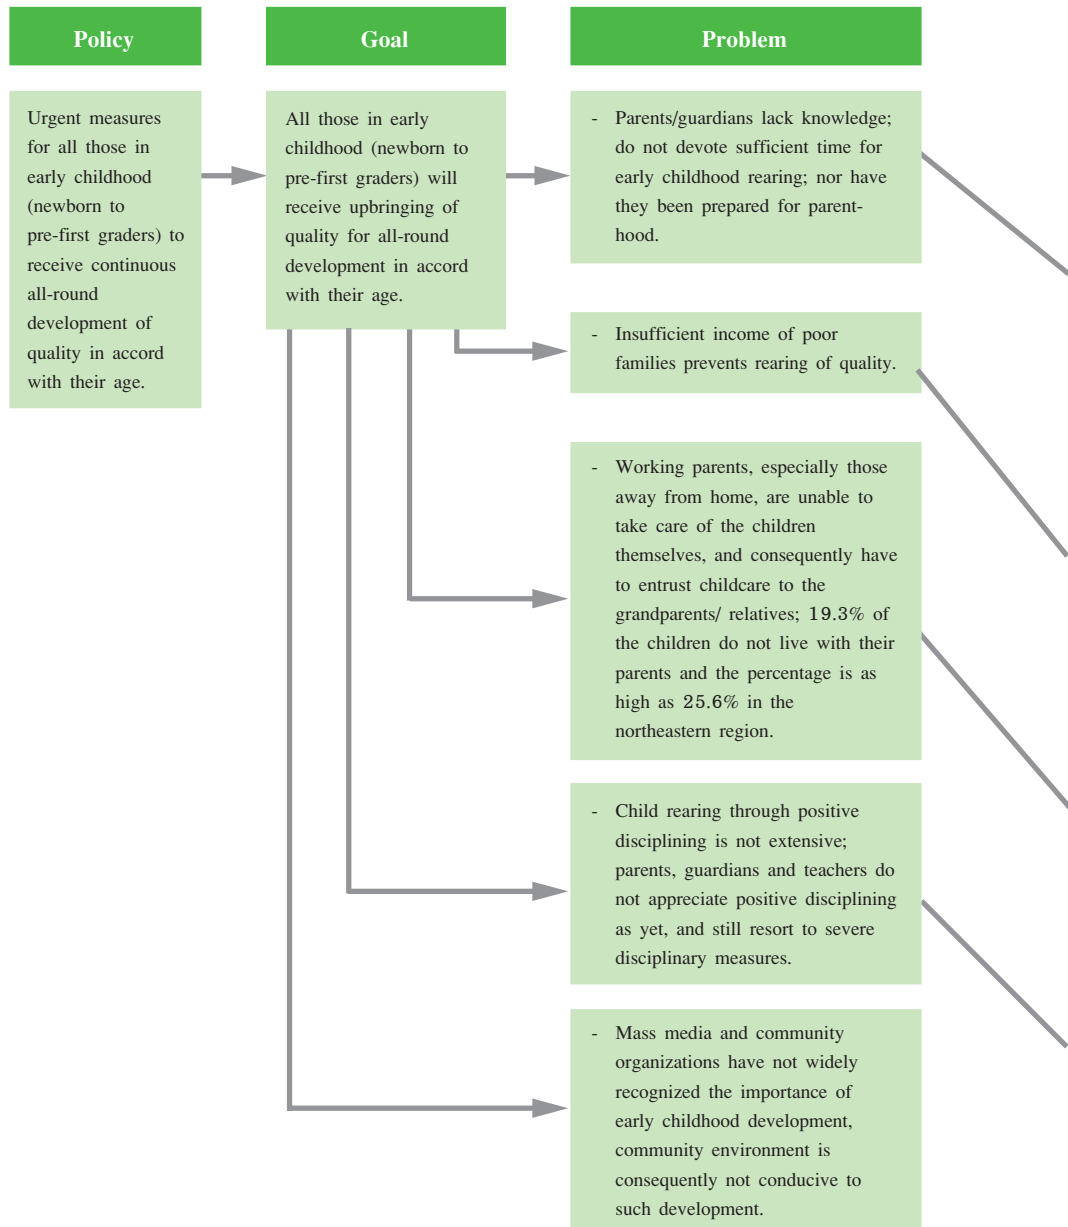 Policy
Goal
Problem
Urgent measures
for all those in
early childhood
(newborn to
pre-first graders) to
receive continuous
all-round
development of
quality in accord
with their age.
All those in early
childhood (newborn to
pre-first graders) will
receive upbringing of
quality for all-round
development in accord
with their age.
- Parents/guardians lack knowledge;
do not devote sufficient time for
early childhood rearing; nor have
they been prepared for parent-
hood.
- Insufficient income of poor
families prevents rearing of quality.
- Working parents, especially those
away from home, are unable to
take care of the children
themselves, and consequently have
to entrust childcare to the
grandparents/ relatives; 19.3% of
the children do not live with their
parents and the percentage is as
high as 25.6% in the
northeastern region.
- Child rearing through positive
disciplining is not extensive;
parents, guardians and teachers do
not appreciate positive disciplining
as yet, and still resort to severe
disciplinary measures.
- Mass media and community
organizations have not widely
recognized the importance of
early childhood development,
community environment is
consequently not conducive to
such development.